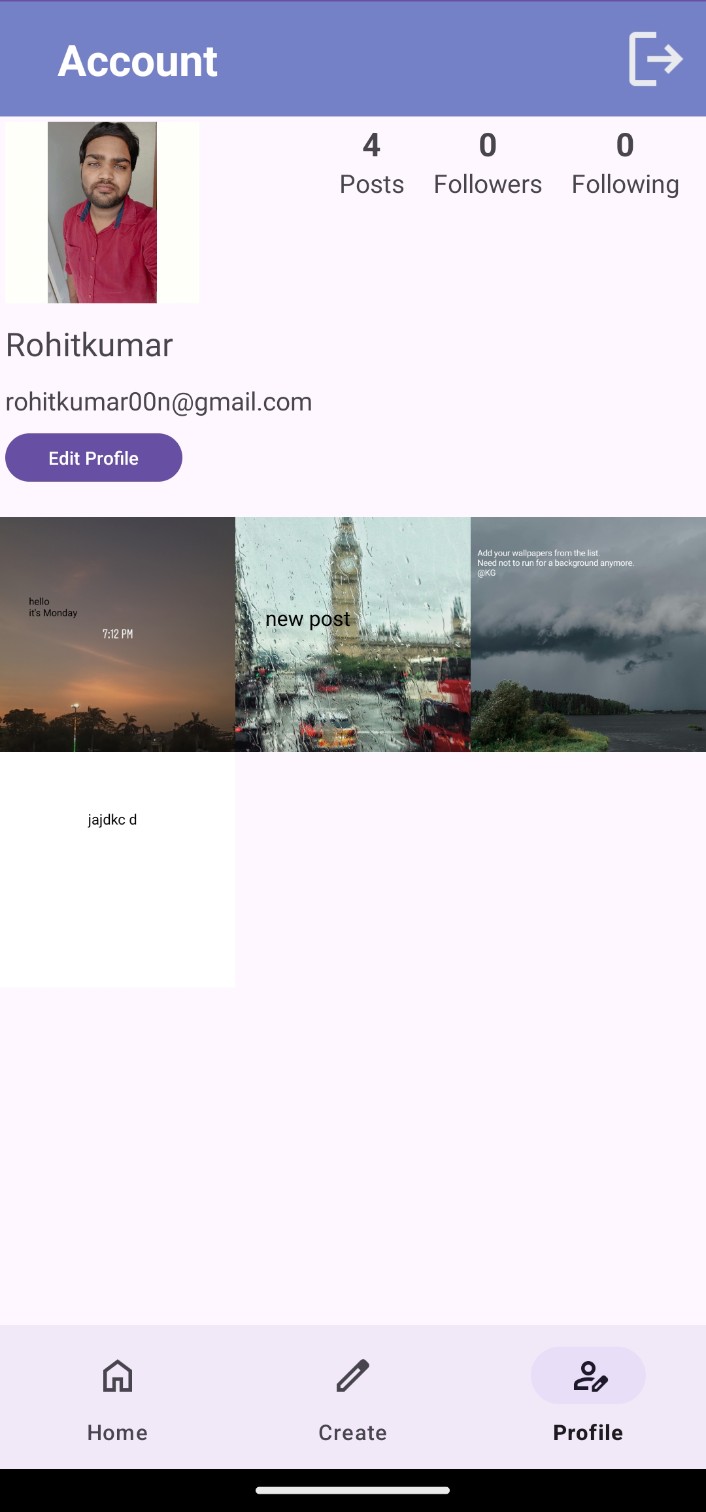 Account
4 0 0
Posts Followers Following
Rohitkumar
rohitkumar00n@gmail.com
Edit Profile
hello
it's Monday
7:12 PM
new post
Add your wallpapers from the list.
Need not to run for a background anymore.
@KG
jajdkc d
Home Create Profile